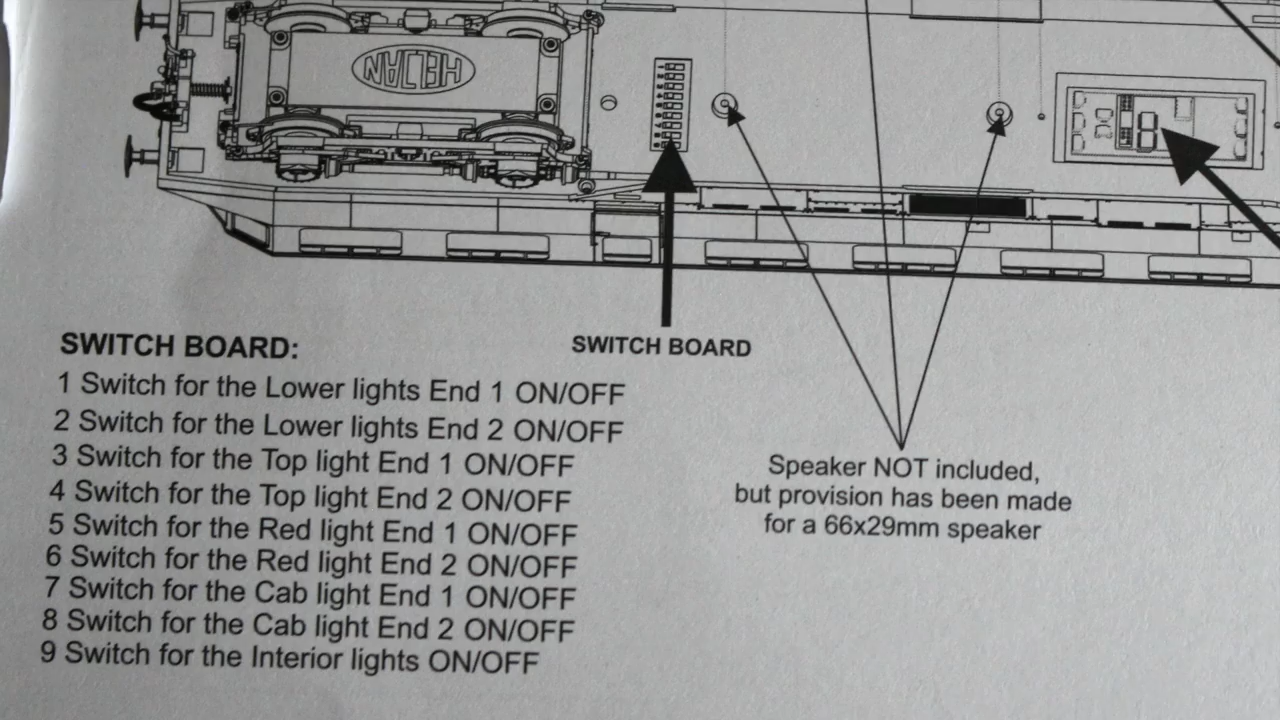 HELJAN
SWITCH BOARD:
1 Switch for the Lower lights End 1 ON/OFF
2 Switch for the Lower lights End 2 ON/OFF
3 Switch for the Top light End 1 ON/OFF
4 Switch for the Top light End 2 ON/OFF
5 Switch for the Red light End 1 ON/OFF
6 Switch for the Red light End 2 ON/OFF
7 Switch for the Cab light End 1 ON/OFF
8 Switch for the Cab light End 2 ON/OFF
9 Switch for the Interior lights ON/OFF
SWITCH BOARD
Speaker NOT included,
but provision has been made
for a 66x29mm speaker